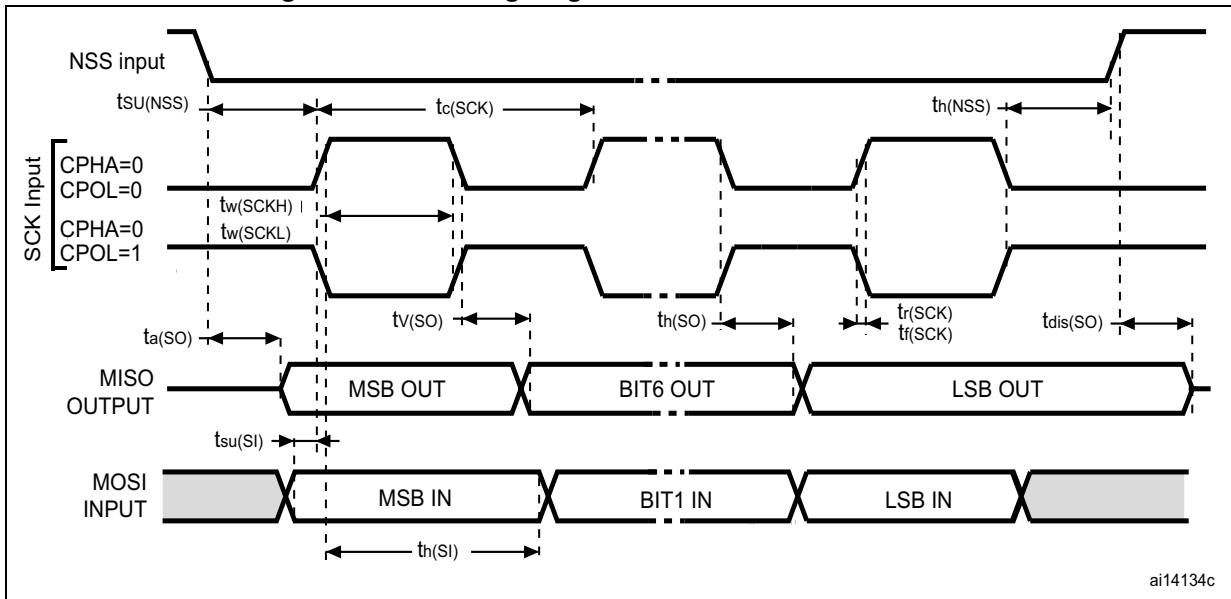 NSS input
tSU(NSS)
tc(SCK)
th(NSS)
SCK Input
CPHA=0
CPOL=0
tw(SCKH)
CPHA=0
tw(SCKL)
CPOL=1
tV(SO)
th(SO)
tr(SCK)
tf(SCK)
ta(SO)
tdis(SO)
MISO
OUTPUT
MSB OUT
BIT6 OUT
LSB OUT
tsu(SI)
MOSI
INPUT
MSB IN
BIT1 IN
LSB IN
th(SI)
ai14134c